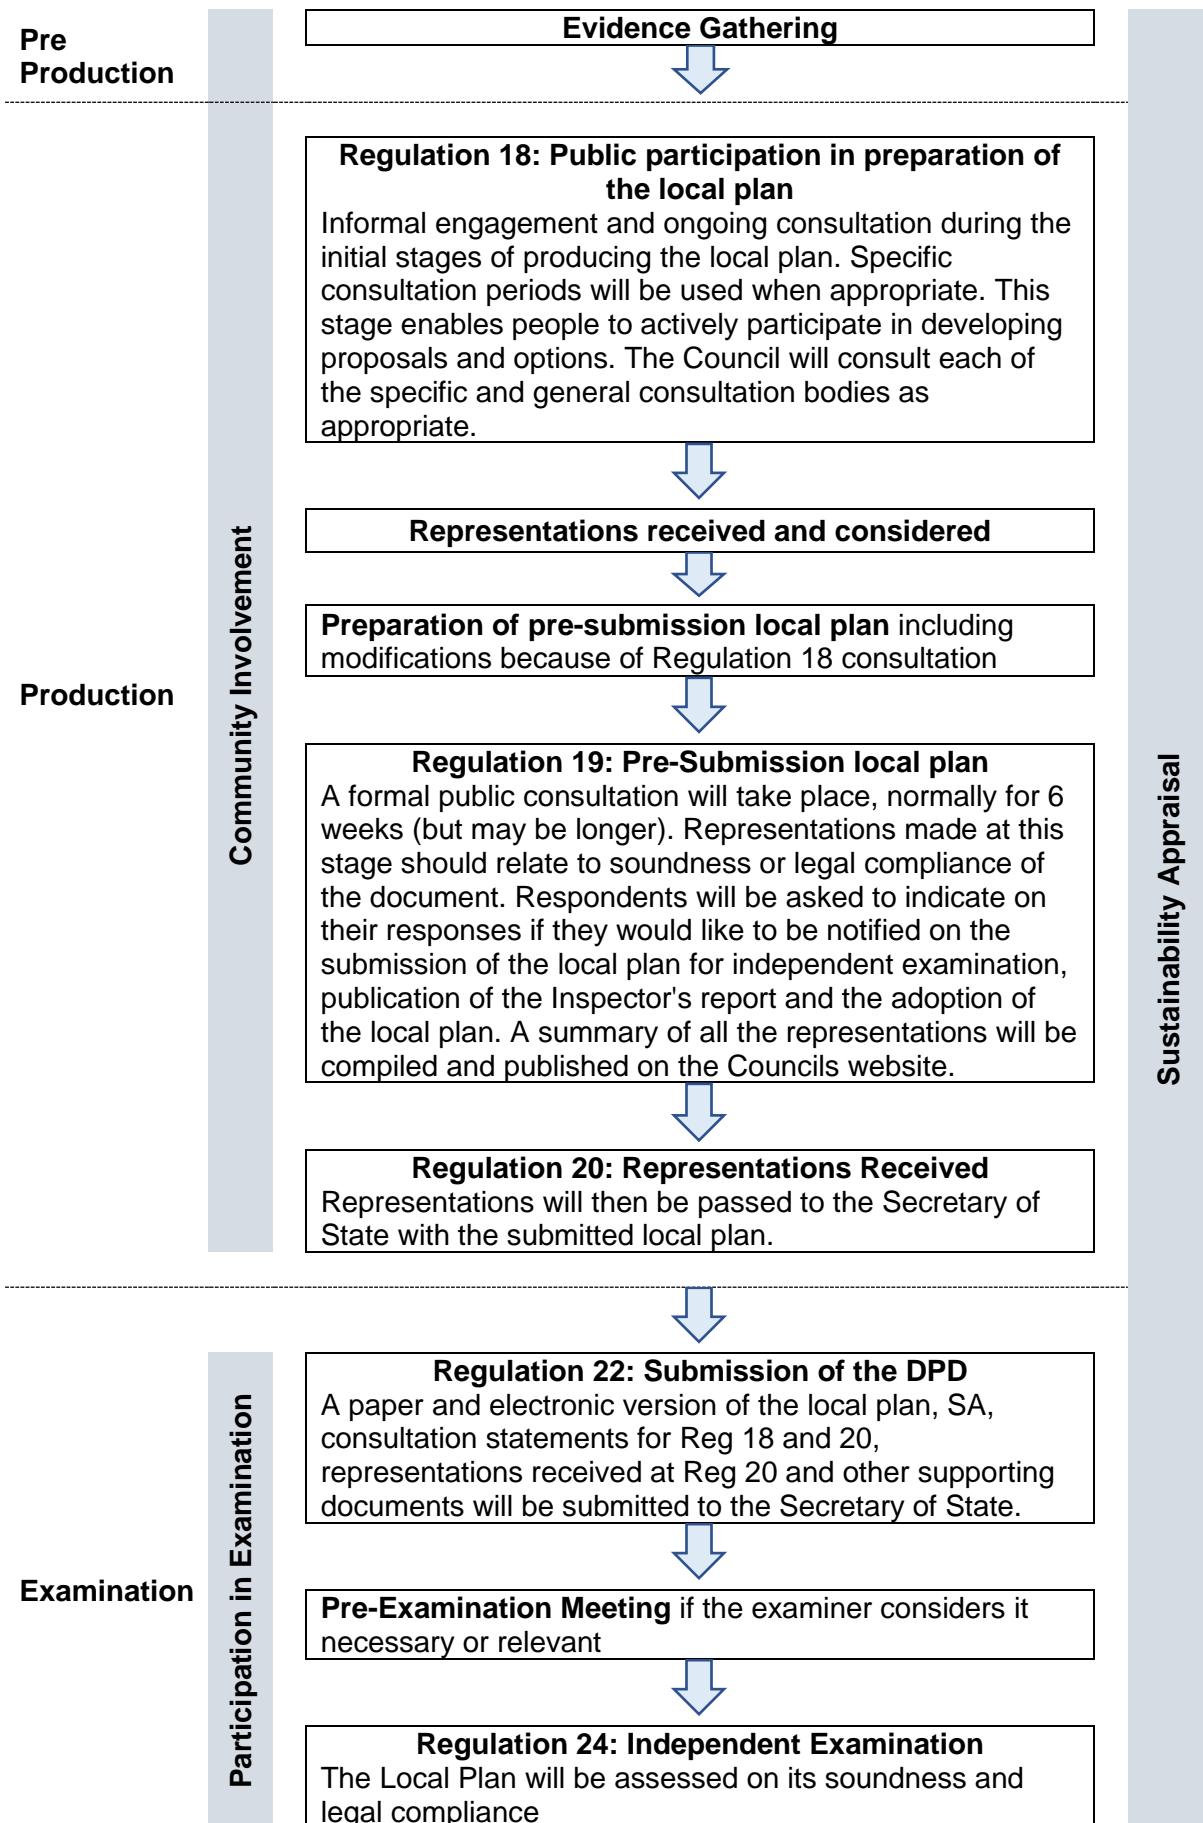 Pre
Production
Evidence Gathering
Regulation 18: Public participation in preparation of
the local plan
Informal engagement and ongoing consultation during the
initial stages of producing the local plan. Specific
consultation periods will be used when appropriate. This
stage enables people to actively participate in developing
proposals and options. The Council will consult each of
the specific and general consultation bodies as
appropriate.
Representations received and considered
Preparation of pre-submission local plan including
modifications because of Regulation 18 consultation
Production
Community Involvement
Regulation 19: Pre-Submission local plan
A formal public consultation will take place, normally for 6
weeks (but may be longer). Representations made at this
stage should relate to soundness or legal compliance of
the document. Respondents will be asked to indicate on
their responses if they would like to be notified on the
submission of the local plan for independent examination,
publication of the Inspector's report and the adoption of
the local plan. A summary of all the representations will be
compiled and published on the Councils website.
Sustainability Appraisal
Regulation 20: Representations Received
Representations will then be passed to the Secretary of
State with the submitted local plan.
Regulation 22: Submission of the DPD
A paper and electronic version of the local plan, SA,
consultation statements for Reg 18 and 20,
representations received at Reg 20 and other supporting
documents will be submitted to the Secretary of State.
Examination
Participation in Examination
Pre-Examination Meeting if the examiner considers it
necessary or relevant
Regulation 24: Independent Examination
The Local Plan will be assessed on its soundness and
legal compliance